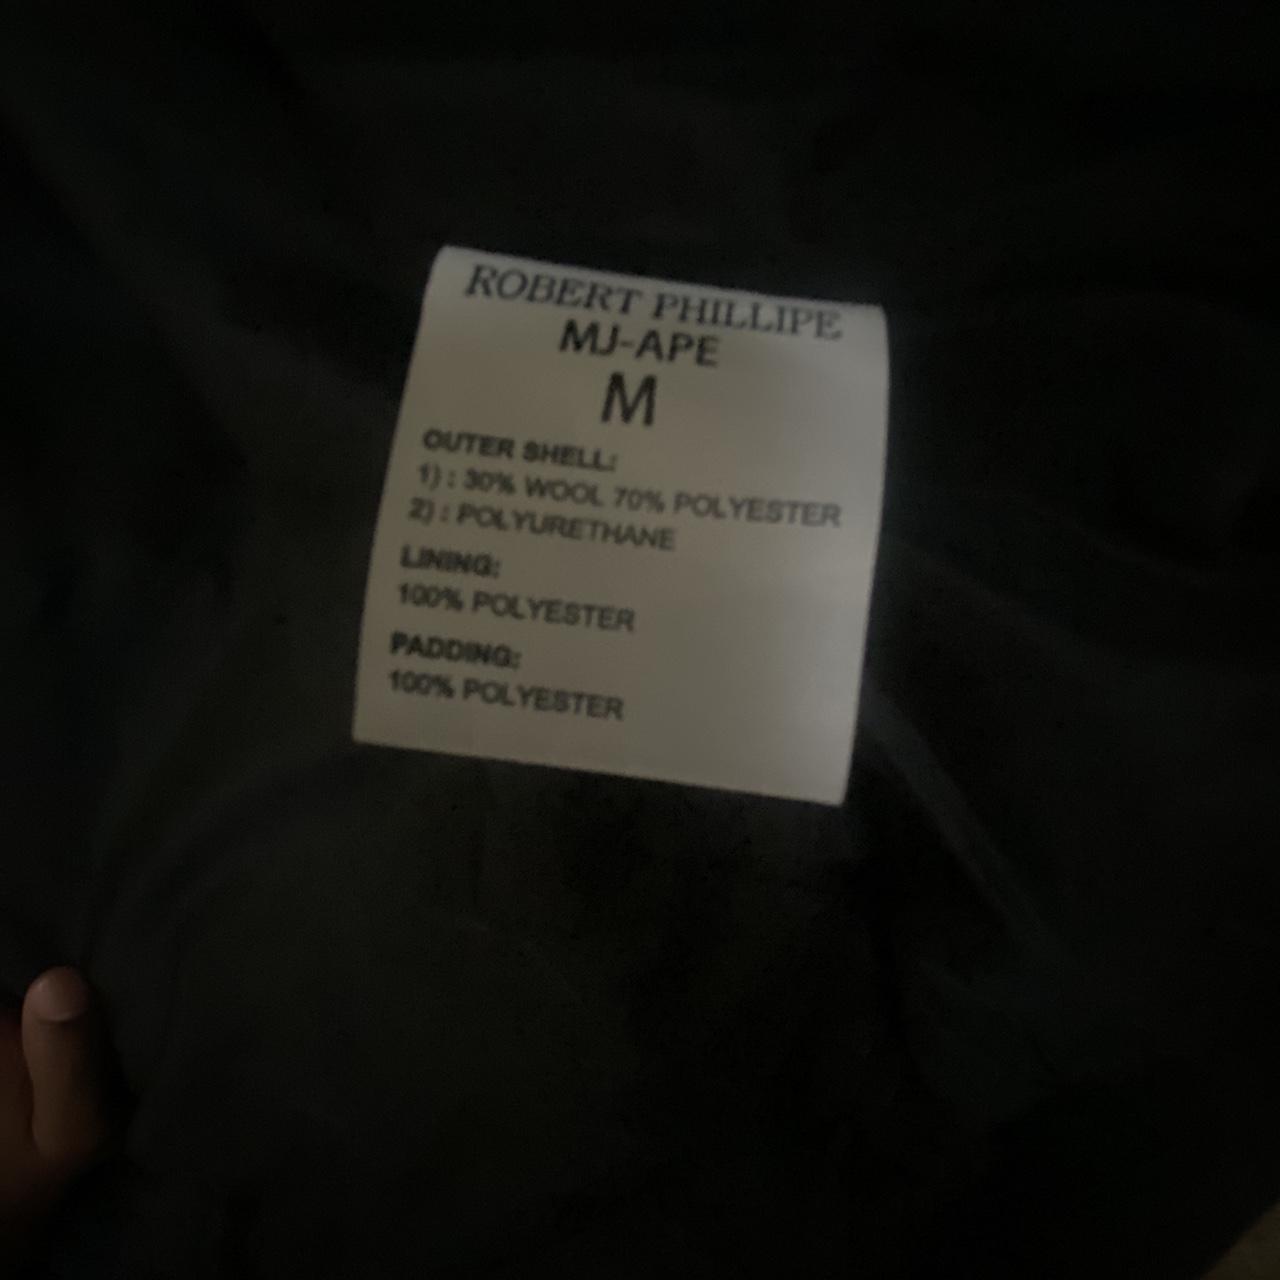 ROBERT PHILLIPE
MJ-APE
M
OUTER SHELL:
1) : 30% WOOL 70% POLYESTER
2) : POLYURETHANE
LINING:
100% POLYESTER
PADDING:
100% POLYESTER